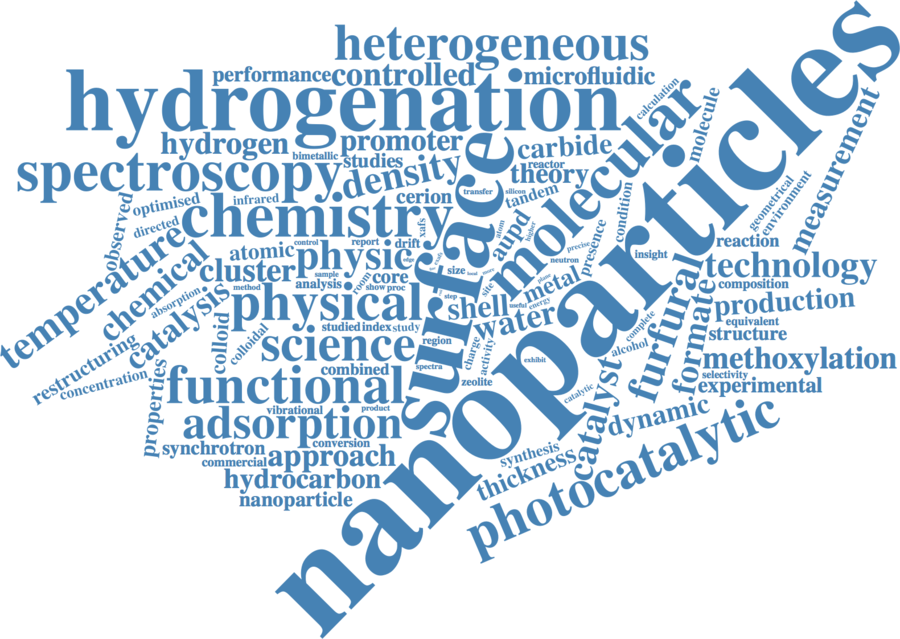 heterogeneous
performance
controlled
microfluidic
hydrogenation
calculation
molecule
hydrogen
promoter
carbide
bimetallic
studies
reactor
spectroscopy
density
theory
molecular
nanoparticles
measurement
surface
transfer
silicon
tandem
cerion
infrared
optimised
directed
observed
chemistry
xafs
aupd
atom
higher
condition
presence
geometrical
environment
temperature
chemical
atomic
control
report
drift
physic
precise
neutron
insight
reaction
cluster
sample
analysis
room
core
size
local
site
plane
metal
technology
composition
absorption
method
show
proc
edge
step
useful
energy
physical
shell
water
furfural
formate
production
equivalent
structure
catalysis
colloid
colloidal
studied
index
study
science
region
charge
activity
complete
alcohol
restructuring
concentration
combined
spectra
exhibit
methoxylation
selectivity
experimental
functional
zeolite
catalytic
catalyst
properties
vibrational
product
adsorption
dynamic
synchrotron
conversion
commercial
approach
synthesis
thickness
photocatalytic
hydrocarbon
nanoparticle